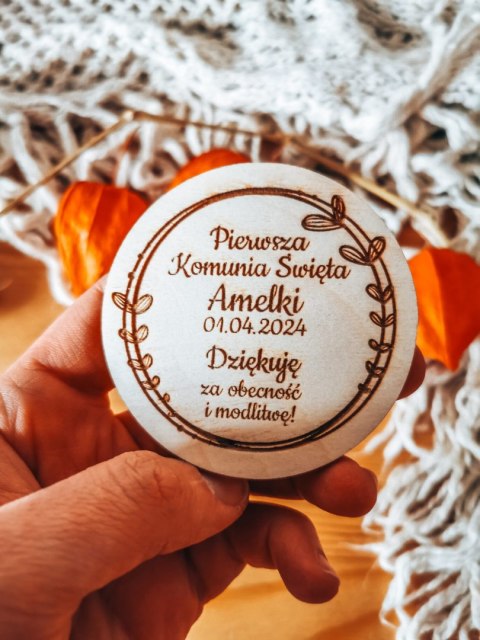 Pierwsza
Komunia Święta
Amelki
01.04.2024
Dziękuję
za obecność
i modlitwę!